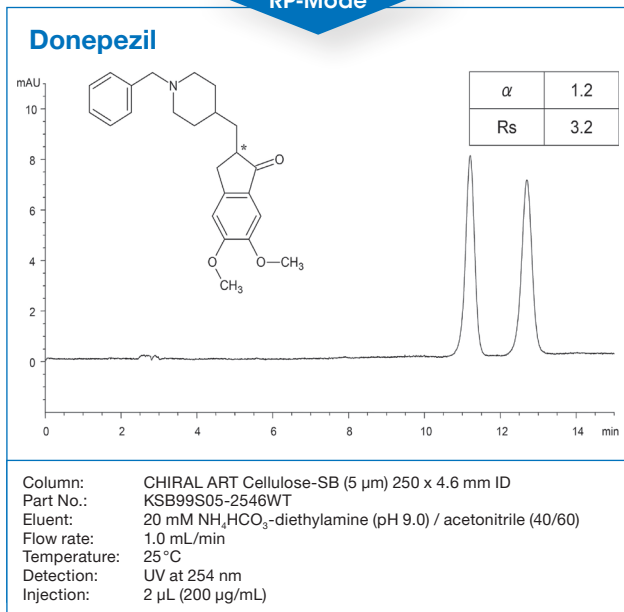 RP-Mode
Donepezil
mAU
10
8
6
4
2
0
0 2 4 6 8 10 12 14 min
N
*
O
O
O—CH₃
CH₃
α 1.2
Rs 3.2
Column: CHIRAL ART Cellulose-SB (5 µm) 250 x 4.6 mm ID
Part No.: KSB99S05-2546WT
Eluent: 20 mM NH₄HCO₃-diethylamine (pH 9.0) / acetonitrile (40/60)
Flow rate: 1.0 mL/min
Temperature: 25°C
Detection: UV at 254 nm
Injection: 2 µL (200 µg/mL)